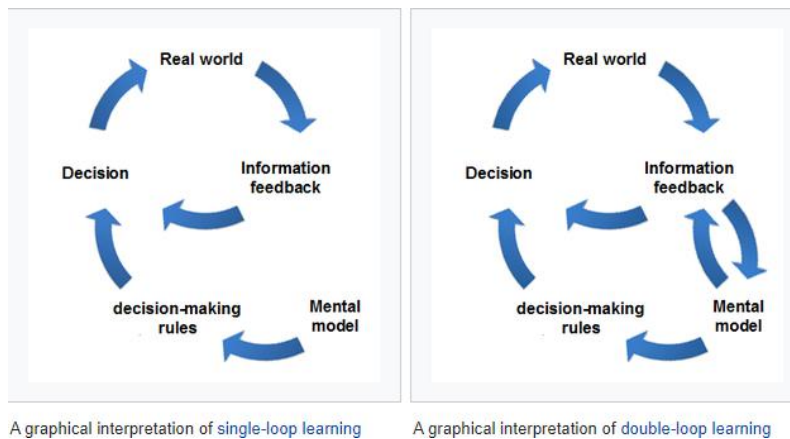 Real world
Decision
Information
feedback
decision-making
rules
Mental
model
A graphical interpretation of single-loop learning
Real world
Decision
Information
feedback
decision-making
rules
Mental
model
A graphical interpretation of double-loop learning